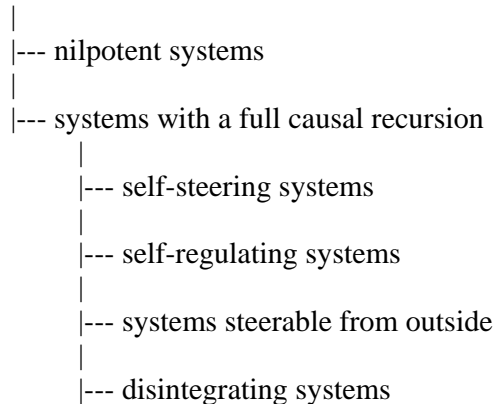 |
|--- nilpotent systems
|
|--- systems with a full causal recursion
|
|--- self-steering systems
|
|--- self-regulating systems
|
|--- systems steerable from outside
|
|--- disintegrating systems